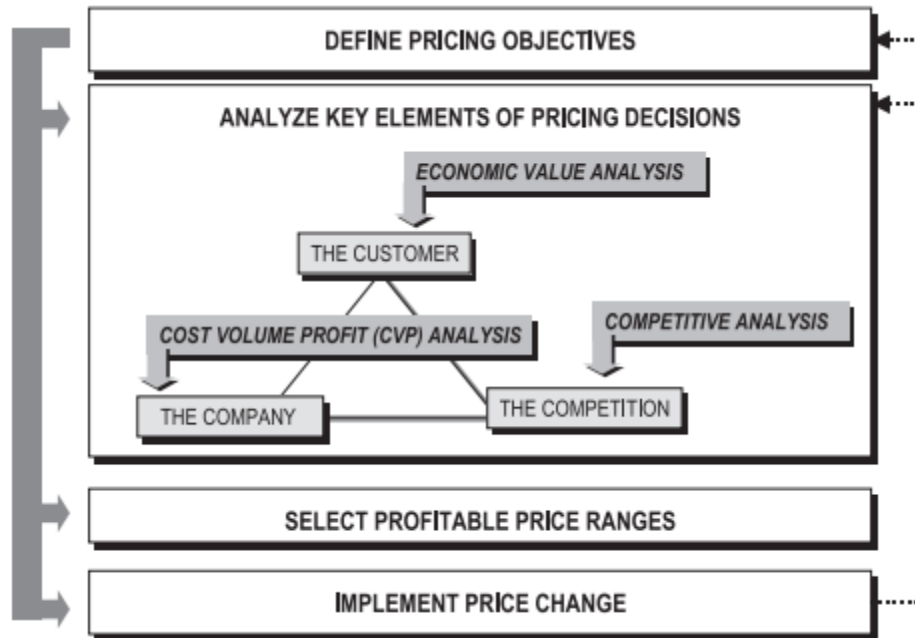 DEFINE PRICING OBJECTIVES
ANALYZE KEY ELEMENTS OF PRICING DECISIONS
ECONOMIC VALUE ANALYSIS
THE CUSTOMER
COST VOLUME PROFIT (CVP) ANALYSIS
COMPETITIVE ANALYSIS
THE COMPANY
THE COMPETITION
SELECT PROFITABLE PRICE RANGES
IMPLEMENT PRICE CHANGE